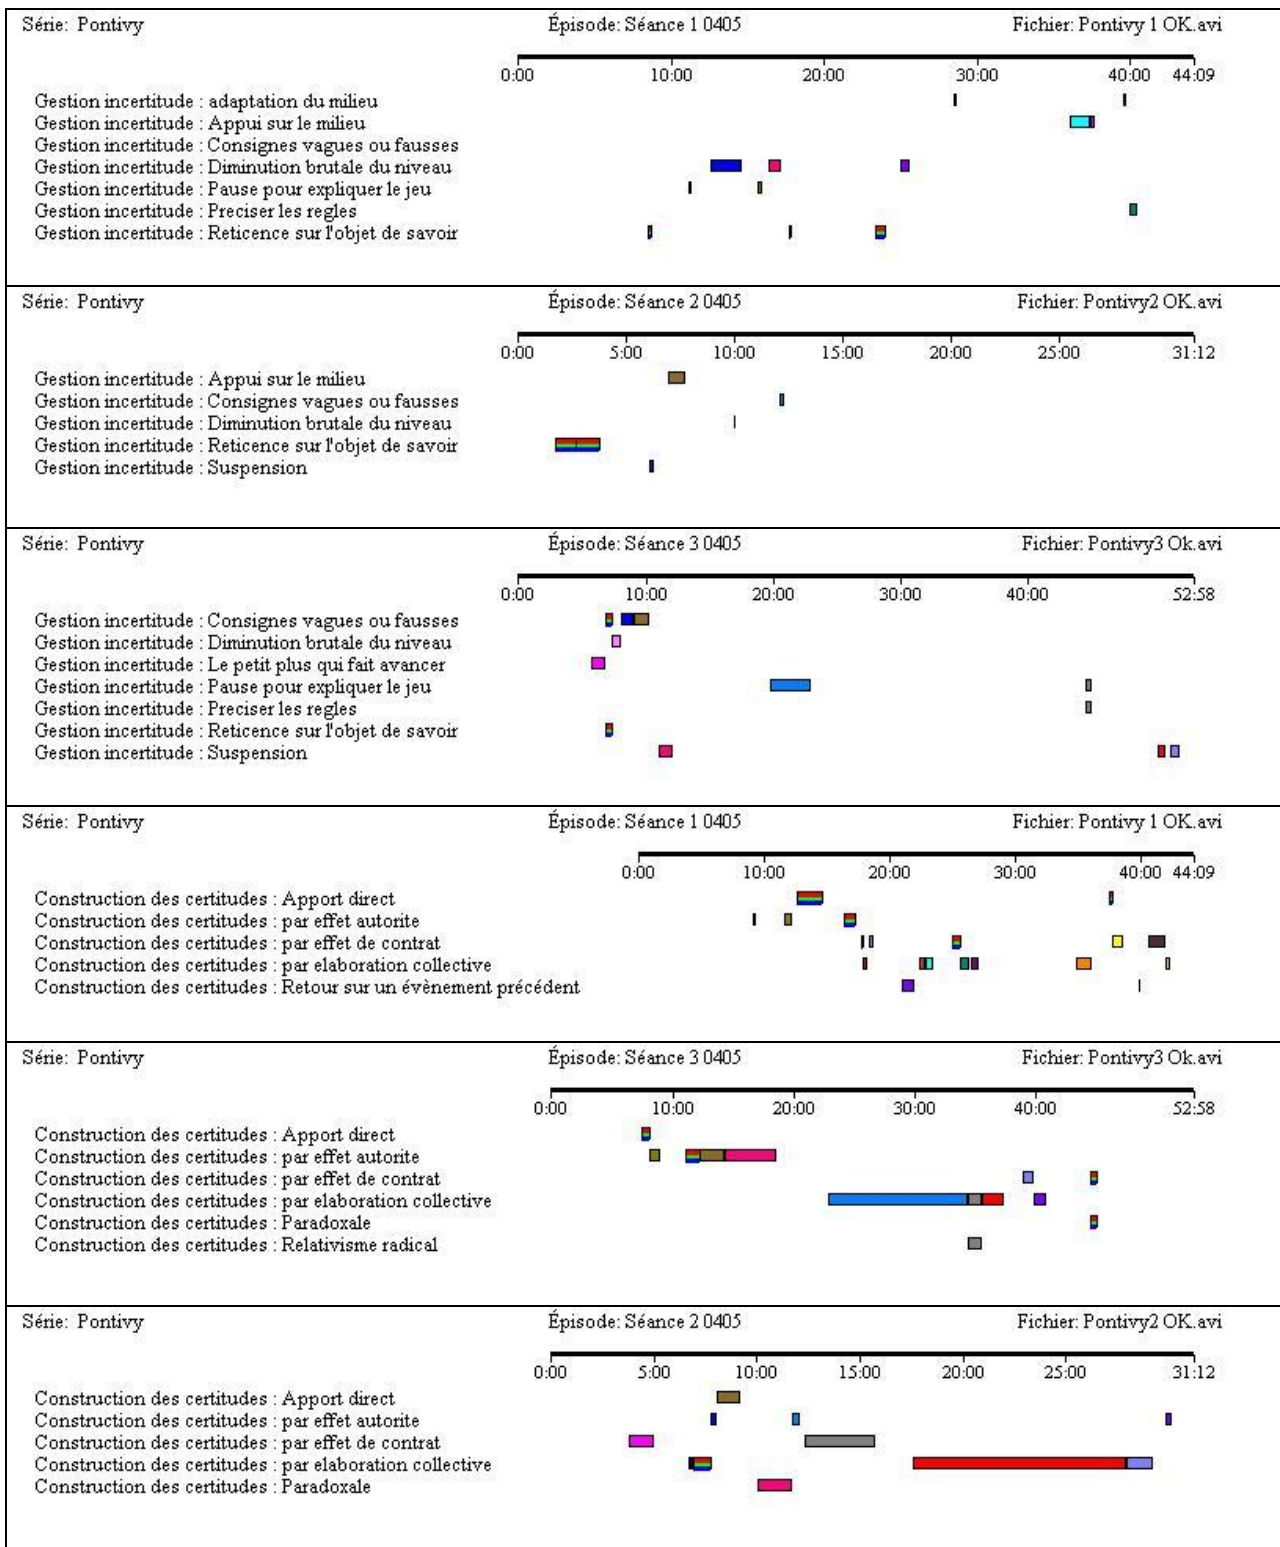 Série: Pontivy Épisode: Séance 1 0405 Fichier: Pontivy 1 OK.avi
0:00 10:00 20:00 30:00 40:00 44:09
Gestion incertitude : adaptation du milieu
Gestion incertitude : Appui sur le milieu
Gestion incertitude : Consignes vagues ou fausses
Gestion incertitude : Diminution brutale du niveau
Gestion incertitude : Pause pour expliquer le jeu
Gestion incertitude : Preciser les regles
Gestion incertitude : Reticence sur l'objet de savoir
Série: Pontivy Épisode: Séance 2 0405 Fichier: Pontivy2 OK.avi
0:00 5:00 10:00 15:00 20:00 25:00 31:12
Gestion incertitude : Appui sur le milieu
Gestion incertitude : Consignes vagues ou fausses
Gestion incertitude : Diminution brutale du niveau
Gestion incertitude : Reticence sur l'objet de savoir
Gestion incertitude : Suspension
Série: Pontivy Épisode: Séance 3 0405 Fichier: Pontivy3 Ok.avi
0:00 10:00 20:00 30:00 40:00 52:58
Gestion incertitude : Consignes vagues ou fausses
Gestion incertitude : Diminution brutale du niveau
Gestion incertitude : Le petit plus qui fait avancer
Gestion incertitude : Pause pour expliquer le jeu
Gestion incertitude : Preciser les regles
Gestion incertitude : Reticence sur l'objet de savoir
Gestion incertitude : Suspension
Série: Pontivy Épisode: Séance 1 0405 Fichier: Pontivy 1 OK.avi
0:00 10:00 20:00 30:00 40:00 44:09
Construction des certitudes : Apport direct
Construction des certitudes : par effet autorite
Construction des certitudes : par effet de contrat
Construction des certitudes : par elaboration collective
Construction des certitudes : Retour sur un évènement précédent
Série: Pontivy Épisode: Séance 3 0405 Fichier: Pontivy3 Ok.avi
0:00 10:00 20:00 30:00 40:00 52:58
Construction des certitudes : Apport direct
Construction des certitudes : par effet autorite
Construction des certitudes : par effet de contrat
Construction des certitudes : par elaboration collective
Construction des certitudes : Paradoxale
Construction des certitudes : Relativisme radical
Série: Pontivy Épisode: Séance 2 0405 Fichier: Pontivy2 OK.avi
0:00 5:00 10:00 15:00 20:00 25:00 31:12
Construction des certitudes : Apport direct
Construction des certitudes : par effet autorite
Construction des certitudes : par effet de contrat
Construction des certitudes : par elaboration collective
Construction des certitudes : Paradoxale